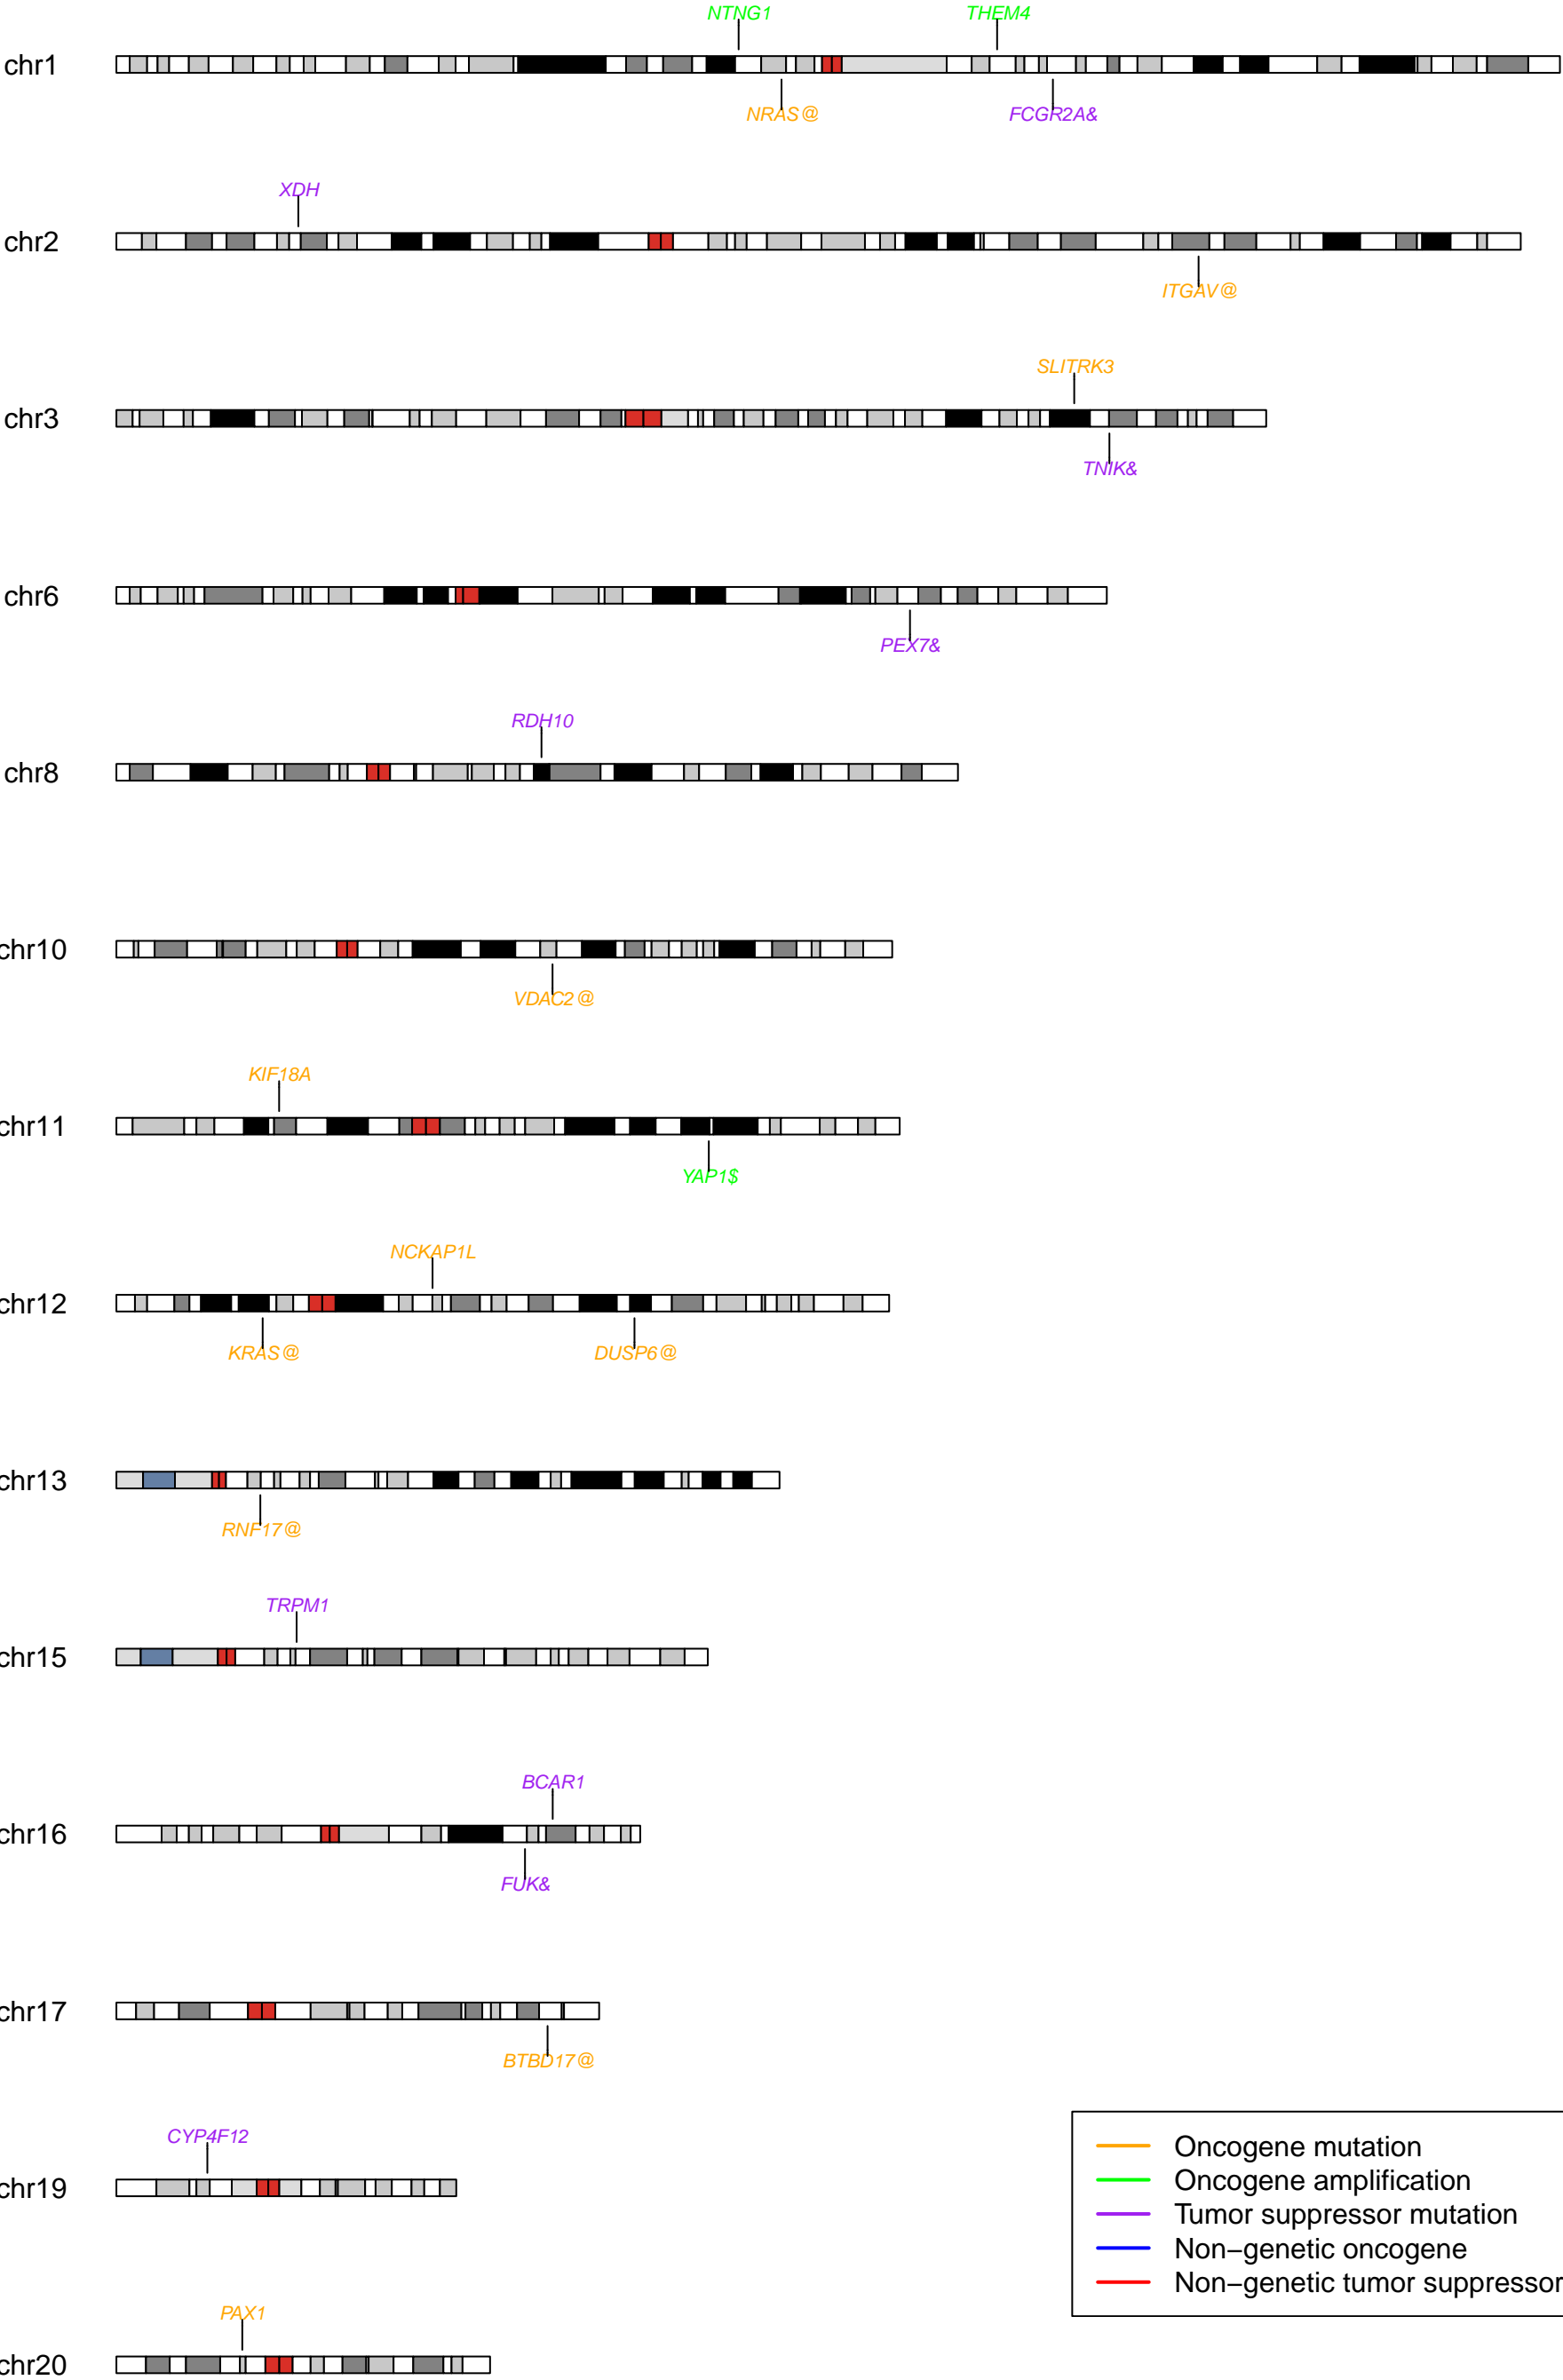 NTNG1 THEM4
chr1
NRAS@ FCGR2A&
XDH
chr2
ITGAV@
SLITRK3
chr3
TNIK&
chr6
PEX7&
RDH10
chr8
chr10
VDAC2@
KIF18A
chr11
YAP1$
NCKAP1L
chr12
KRAS@ DUSP6@
chr13
RNF17@
TRPM1
chr15
BCAR1
chr16
FUK&
chr17
BTBD17@
CYP4F12
chr19
Oncogene mutation
Oncogene amplification
Tumor suppressor mutation
Non−genetic oncogene
Non−genetic tumor suppressor
PAX1
chr20